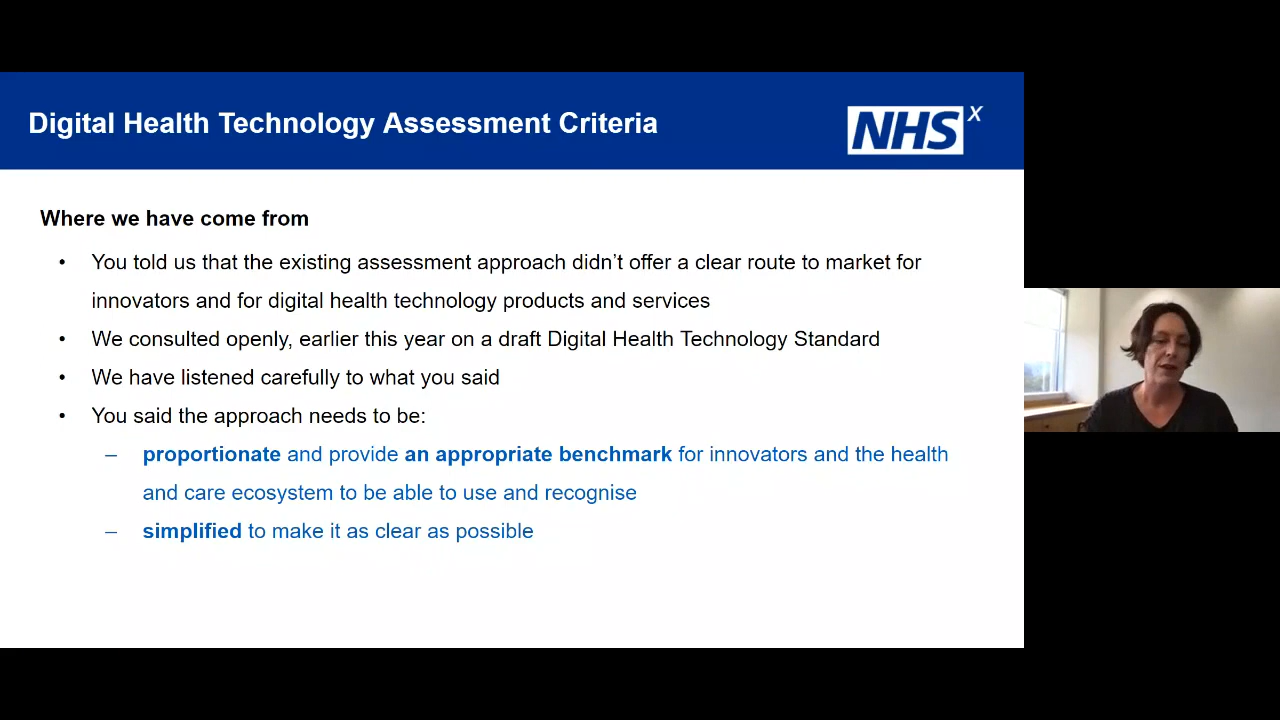 Digital Health Technology Assessment Criteria
NHS X
Where we have come from
• You told us that the existing assessment approach didn’t offer a clear route to market for
innovators and for digital health technology products and services
• We consulted openly, earlier this year on a draft Digital Health Technology Standard
• We have listened carefully to what you said
• You said the approach needs to be:
– proportionate and provide an appropriate benchmark for innovators and the health
and care ecosystem to be able to use and recognise
– simplified to make it as clear as possible